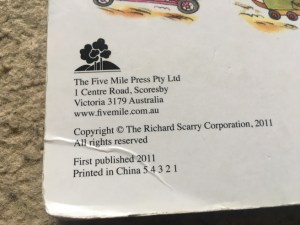 The Five Mile Press Pty Ltd
1 Centre Road, Scoresby
Victoria 3179 Australia
www.fivemile.com.au
Copyright © The Richard Scarry Corporation, 2011
All rights reserved
First published 2011
Printed in China 5 4 3 2 1